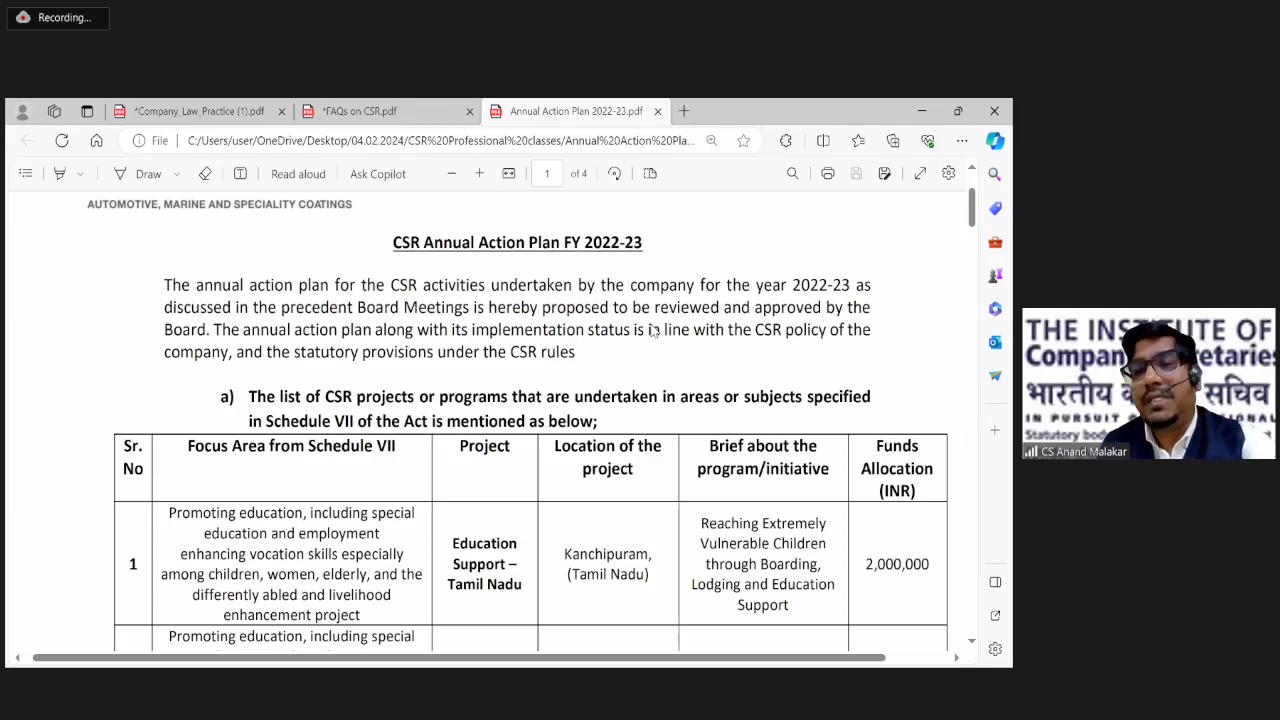 Recording...
*Company_Law_Practice (1).pdf
*FAQs on CSR.pdf
Annual Action Plan 2022-23.pdf
File
C:/Users/user/OneDrive/Desktop/04.02.2024/CSR%20Professional%20classes/Annual%20Action%20Pla...
Draw
Read aloud
Ask Copilot
1
of 4
AUTOMOTIVE, MARINE AND SPECIALITY COATINGS
CSR Annual Action Plan FY 2022-23
The annual action plan for the CSR activities undertaken by the company for the year 2022-23 as
discussed in the precedent Board Meetings is hereby proposed to be reviewed and approved by the
Board. The annual action plan along with its implementation status is in line with the CSR policy of the
company, and the statutory provisions under the CSR rules
a) The list of CSR projects or programs that are undertaken in areas or subjects specified
in Schedule VII of the Act is mentioned as below;
Sr.
No
Focus Area from Schedule VII
Project
Location of the
project
Brief about the
program/initiative
Funds
Allocation
(INR)
1
Promoting education, including special
education and employment
enhancing vocation skills especially
among children, women, elderly, and the
differently abled and livelihood
enhancement project
Education
Support –
Tamil Nadu
Kanchipuram,
(Tamil Nadu)
Reaching Extremely
Vulnerable Children
through Boarding,
Lodging and Education
Support
2,000,000
Promoting education, including special
THE INSTITUTE OF
Company
भारतीय
सचिव
IN PURSUIT
Statutory
CS Anand Malakar